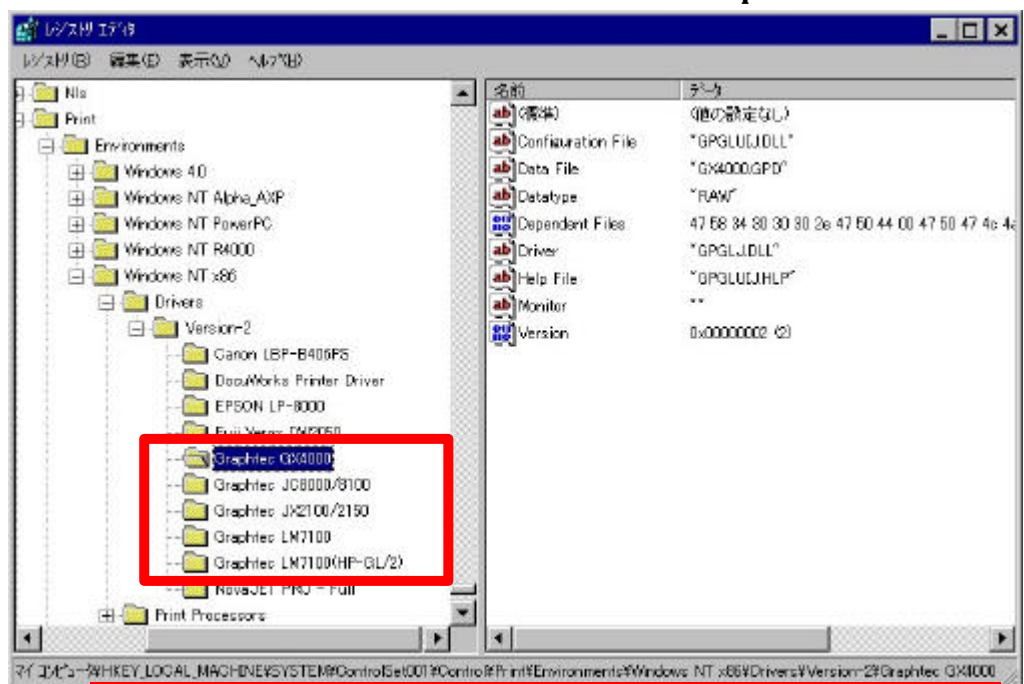 レジストリ エディタ
レジストリ(R) 編集(E) 表示(V) ヘルプ(H)
Nls
Print
Environments
Windows 4.0
Windows NT Alpha_AXP
Windows NT PowerPC
Windows NT R4000
Windows NT x86
Drivers
Version-2
Canon LBP-B406PS
DocuWorks Printer Driver
EPSON LP-8000
Graphtec GX4000
Graphtec JC8000/8100
Graphtec JX2100/2150
Graphtec LM7100
Graphtec LM7100(HP-GL/2)
NovaJET PRO - Full
Print Processors
名前 データ
(標準) (値の設定なし)
Configuration File "GPGLUIJ.DLL"
Data File "GX4000.GPD"
Datatype "RAW"
Dependent Files 47 58 34 30 30 30 2e 47 50 44 00 47 50 47 4c 4a
Driver "GPGLJ.DLL"
Help File "GPGLUIJ.HLP"
Monitor ""
Version 0x00000002 (2)
マイ コンピュータ¥HKEY_LOCAL_MACHINE¥SYSTEM¥ControlSet001¥Control¥Print¥Environments¥Windows NT x86¥Drivers¥Version-2¥Graphtec GX4000